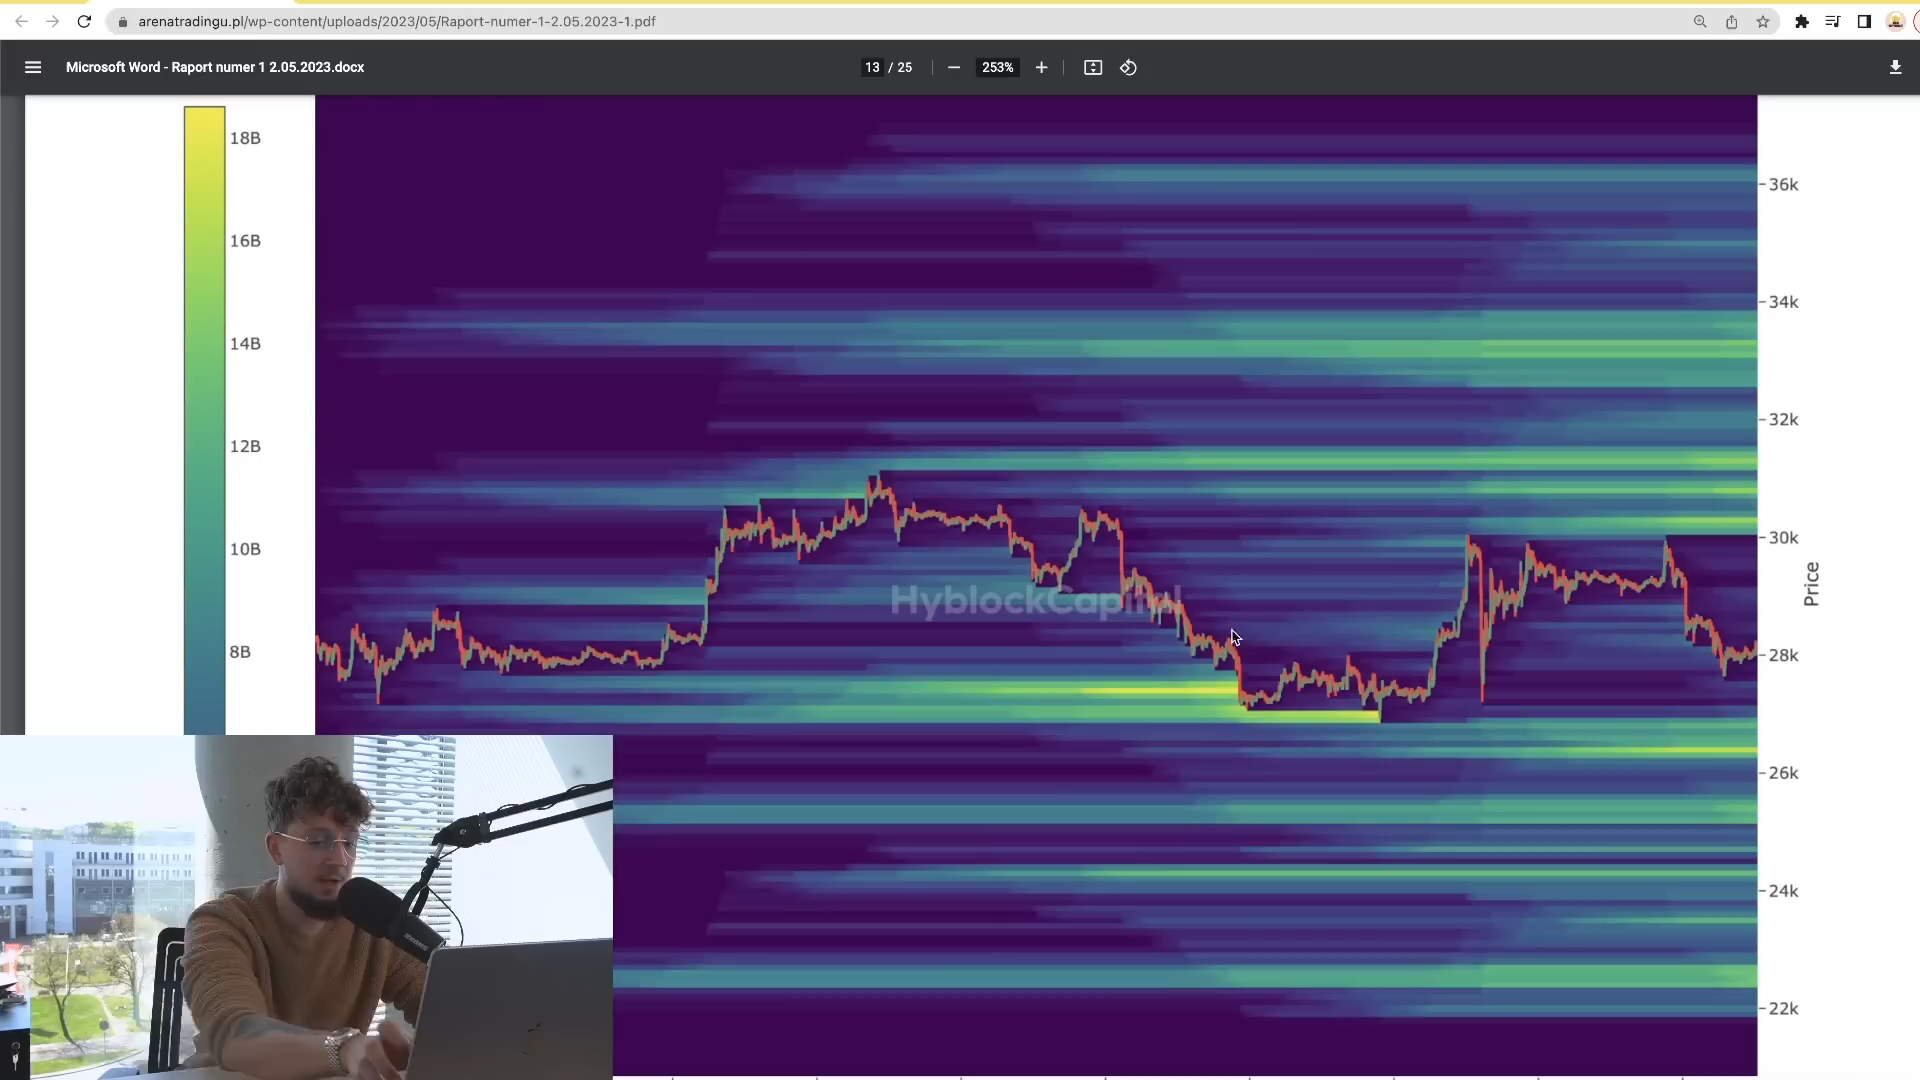 arenatradingu.pl/wp-content/uploads/2023/05/Raport-numer-1-2.05.2023-1.pdf
Microsoft Word - Raport numer 1 2.05.2023.docx
13 / 25
253%
18B
16B
14B
12B
10B
8B
36k
34k
32k
30k
28k
26k
24k
22k
Price
HyblockCapital